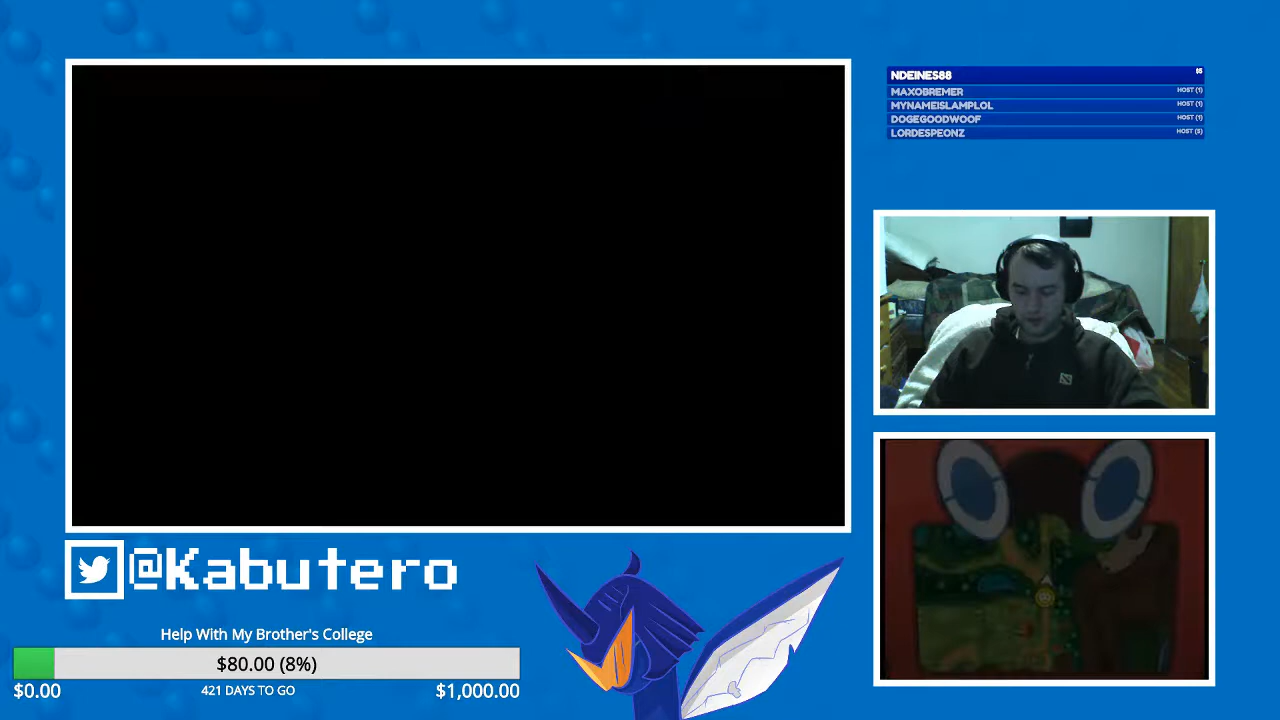 NDEINES88 $5
MAXOBREMER HOST (1)
MYNAMEISLAMPLOL HOST (1)
DOGEGOODWOOF HOST (1)
LORDESPEONZ HOST (5)
@Kabutero
Help With My Brother's College
$80.00 (8%)
$0.00 421 DAYS TO GO $1,000.00